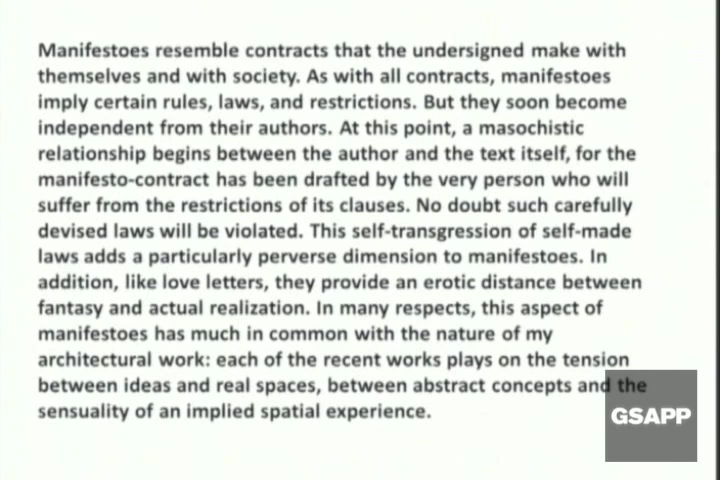 Manifestoes resemble contracts that the undersigned make with
themselves and with society. As with all contracts, manifestoes
imply certain rules, laws, and restrictions. But they soon become
independent from their authors. At this point, a masochistic
relationship begins between the author and the text itself, for the
manifesto-contract has been drafted by the very person who will
suffer from the restrictions of its clauses. No doubt such carefully
devised laws will be violated. This self-transgression of self-made
laws adds a particularly perverse dimension to manifestoes. In
addition, like love letters, they provide an erotic distance between
fantasy and actual realization. In many respects, this aspect of
manifestoes has much in common with the nature of my
architectural work: each of the recent works plays on the tension
between ideas and real spaces, between abstract concepts and the
sensuality of an implied spatial experience.
GSAPP